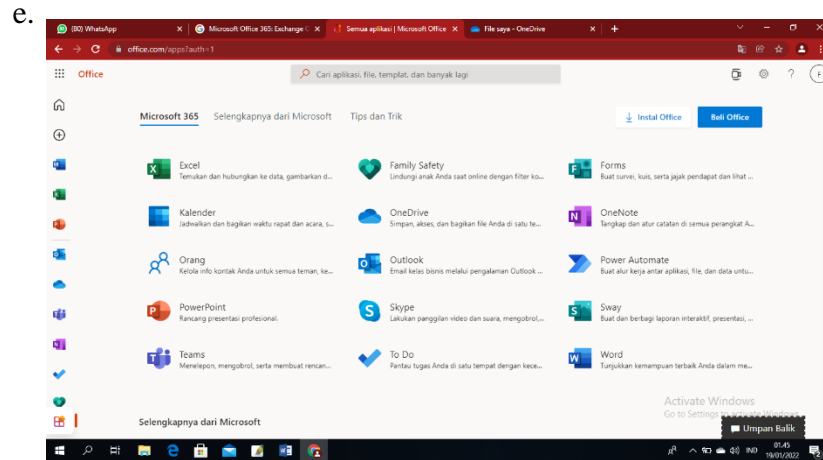 e.
(80) WhatsApp
Microsoft Office 365: Exchange
Semua aplikasi | Microsoft Office
File saya - OneDrive
office.com/apps?auth=1
Office
Cari aplikasi, file, templat, dan banyak lagi
Microsoft 365 Selengkapnya dari Microsoft Tips dan Trik
Instal Office
Beli Office
Excel
Temukan dan hubungkan ke data, gambarkan d...
Family Safety
Lindungi anak Anda saat online dengan filter ko...
Forms
Buat survei, kuis, serta jajak pendapat dan lihat ...
Kalender
Jadwalkan dan bagikan waktu rapat dan acara, s...
OneDrive
Simpan, akses, dan bagikan file Anda di satu te...
OneNote
Tangkap dan atur catatan di semua perangkat A...
Orang
Kelola info kontak Anda untuk semua teman, ke...
Outlook
Email kelas bisnis melalui pengalaman Outlook ...
Power Automate
Buat alur kerja antar aplikasi, file, dan data untu...
PowerPoint
Rancang presentasi profesional.
Skype
Lakukan panggilan video dan suara, mengobrol,...
Sway
Buat dan berbagi laporan interaktif, presentasi, ...
Teams
Menelepon, mengobrol, serta membuat rencan...
To Do
Pantau tugas Anda di satu tempat dengan kece...
Word
Tunjukkan kemampuan terbaik Anda dalam me...
Selengkapnya dari Microsoft
Activate Windows
Go to Settings to activate Windows.
Umpan Balik
IND
01.45
19/01/2022